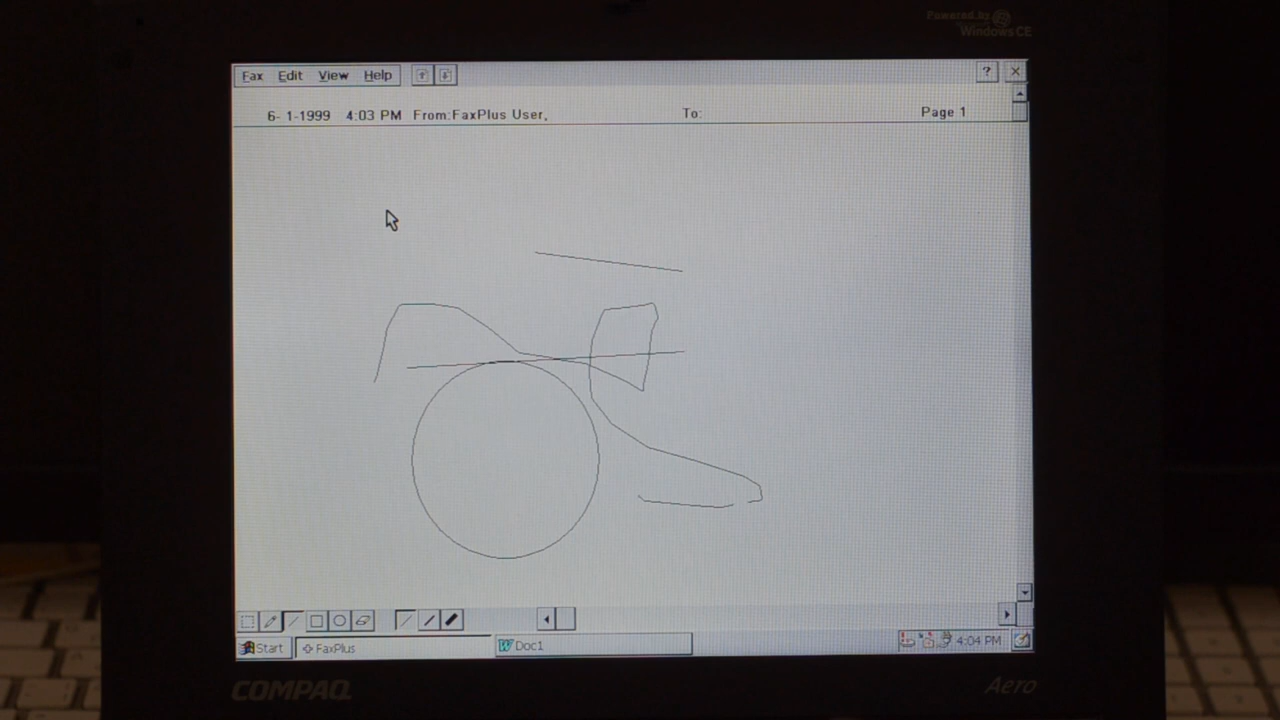 Powered by
Windows CE
Fax Edit View Help
? ×
6- 1-1999 4:03 PM From:FaxPlus User, To: Page 1
Start FaxPlus Doc1 4:04 PM
COMPAQ Aero